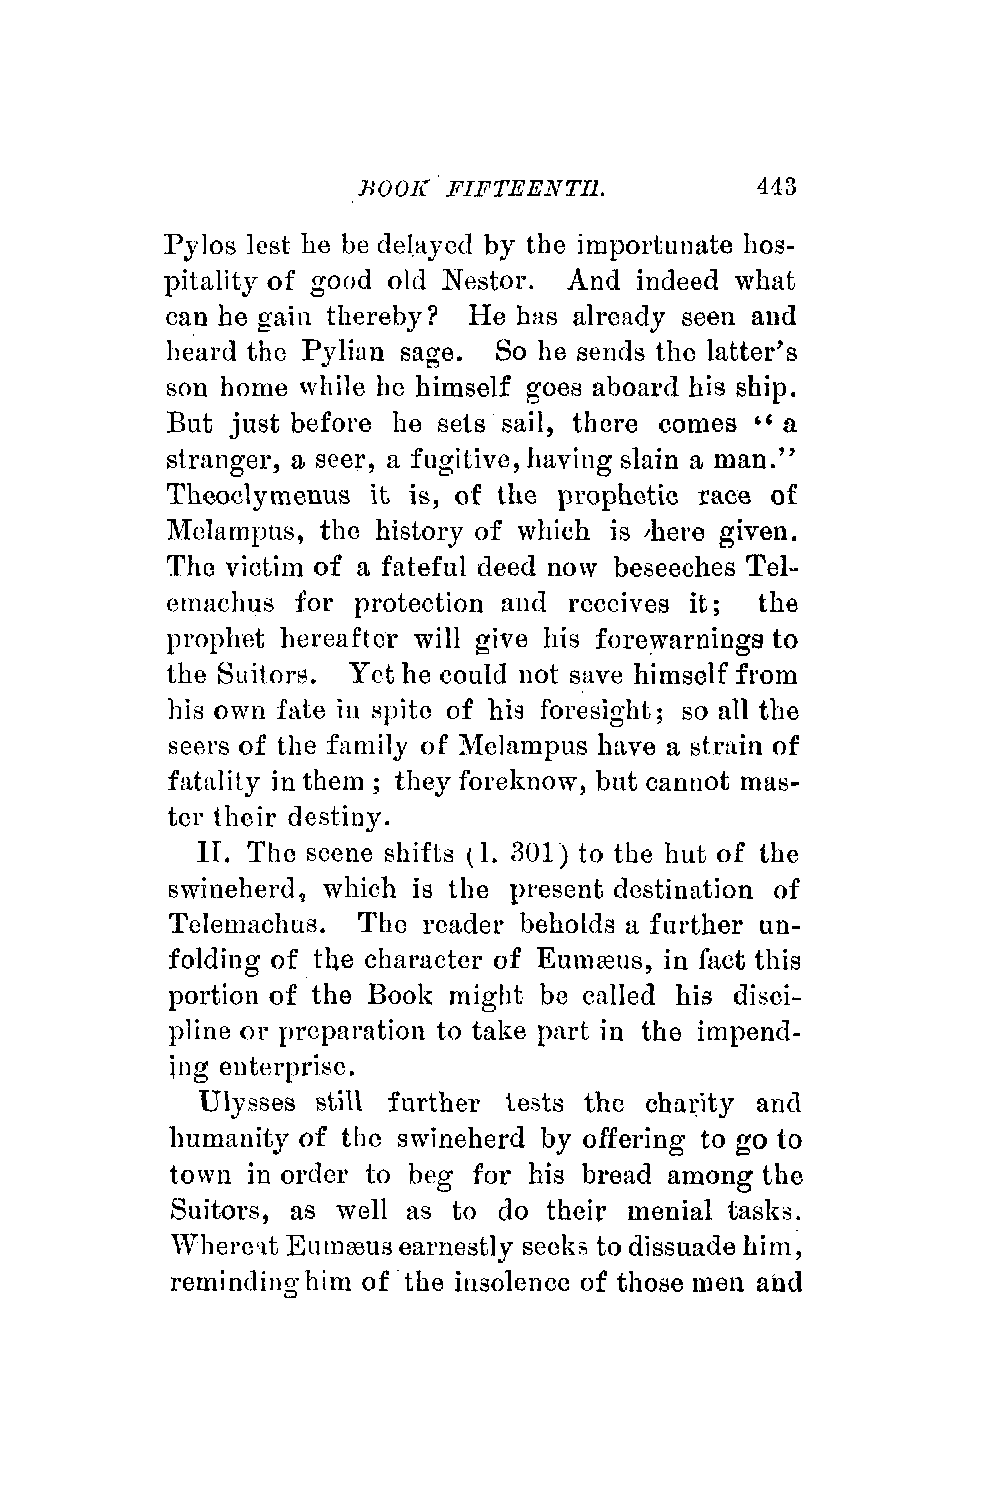 BOOK FIFTEENTH. 443
Pylos lest he be delayed by the importunate hos-
pitality of good old Nestor. And indeed what
can he gain thereby? He has already seen and
heard the Pylian sage. So he sends the latter's
son home while he himself goes aboard his ship.
But just before he sets sail, there comes "a
stranger, a seer, a fugitive, having slain a man."
Theoclymenus it is, of the prophetic race of
Melampus, the history of which is here given.
The victim of a fateful deed now beseeches Tel-
emachus for protection and receives it; the
prophet hereafter will give his forewarnings to
the Suitors. Yet he could not save himself from
his own fate in spite of his foresight; so all the
seers of the family of Melampus have a strain of
fatality in them; they foreknow, but cannot mas-
ter their destiny.
II. The scene shifts (l. 301) to the hut of the
swineherd, which is the present destination of
Telemachus. The reader beholds a further un-
folding of the character of Eumæus, in fact this
portion of the Book might be called his disci-
pline or preparation to take part in the impend-
ing enterprise.
Ulysses still further tests the charity and
humanity of the swineherd by offering to go to
town in order to beg for his bread among the
Suitors, as well as to do their menial tasks.
Whereat Eumæus earnestly seeks to dissuade him,
reminding him of the insolence of those men and